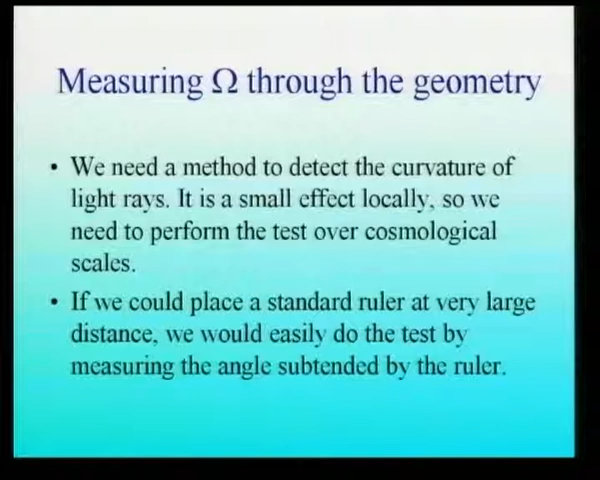 Measuring Ω through the geometry
• We need a method to detect the curvature of
light rays. It is a small effect locally, so we
need to perform the test over cosmological
scales.
• If we could place a standard ruler at very large
distance, we would easily do the test by
measuring the angle subtended by the ruler.